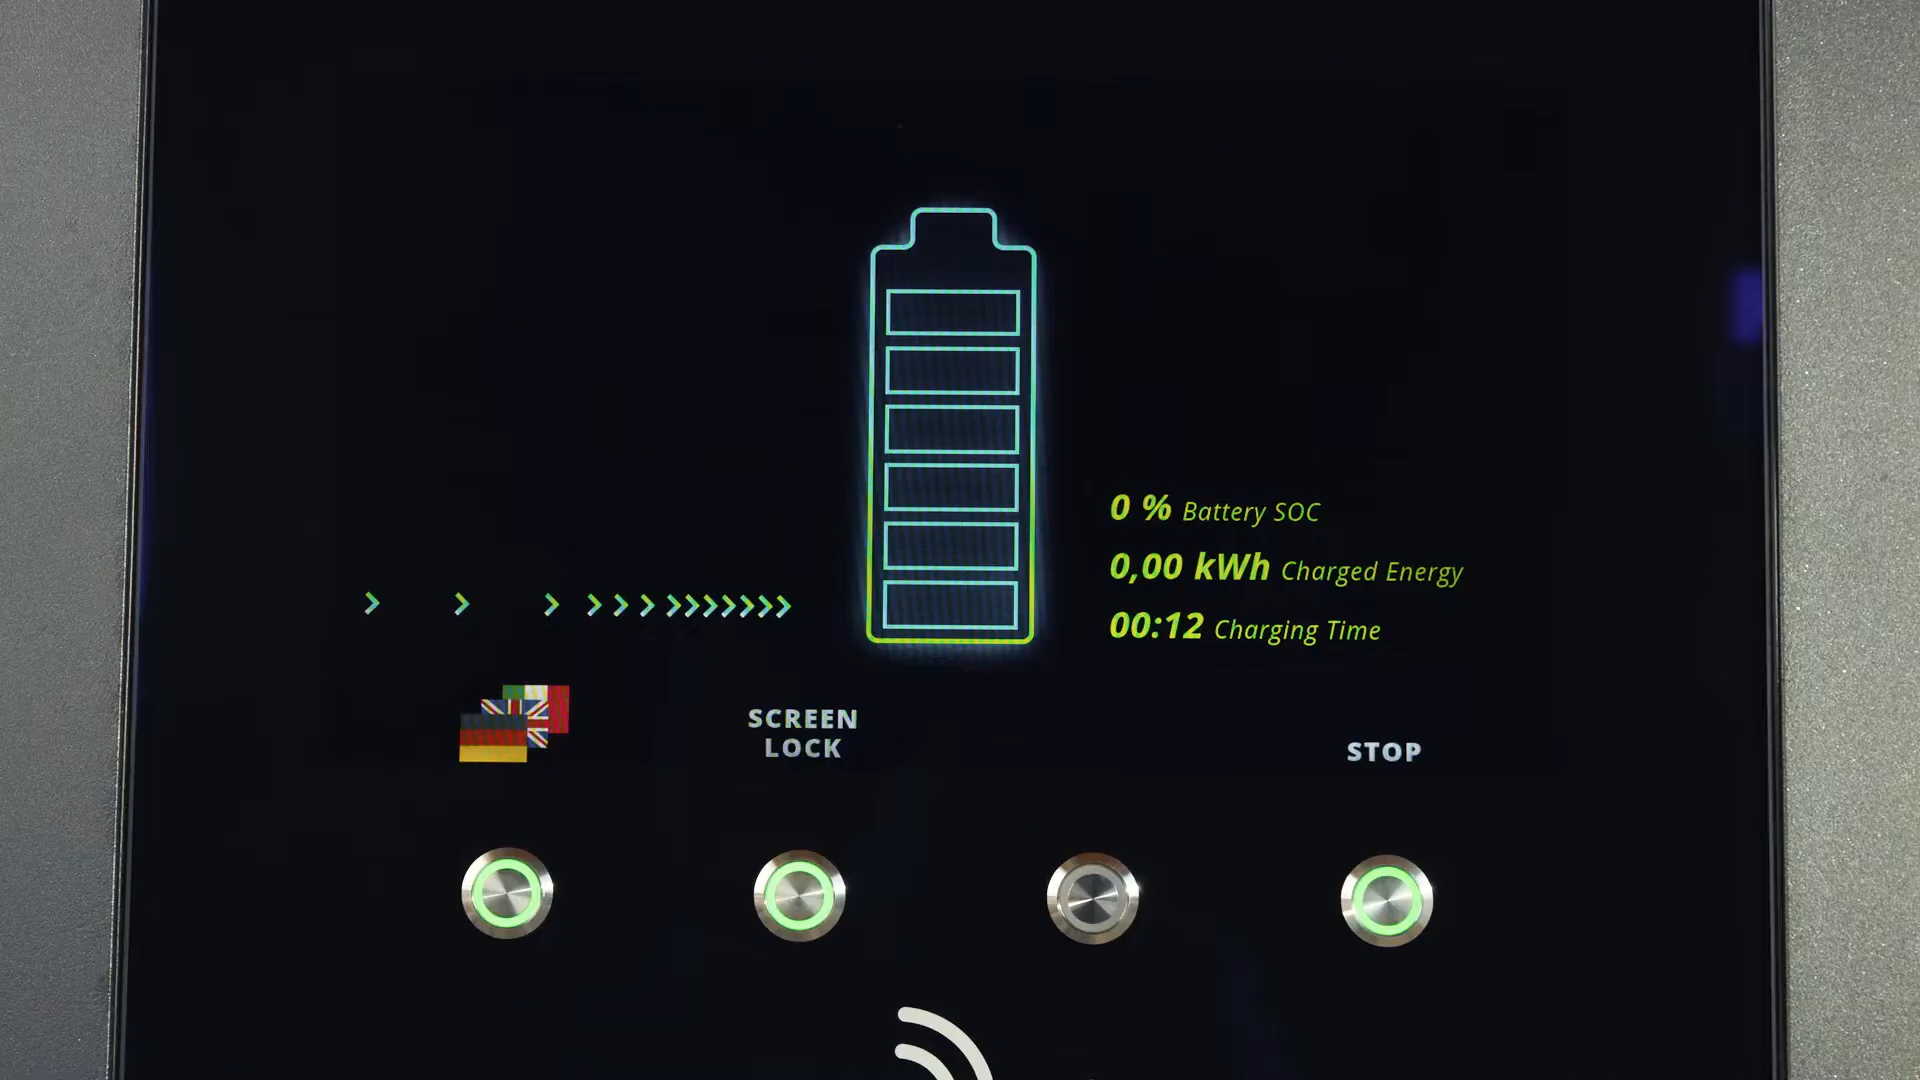 0 % Battery SOC
0,00 kWh Charged Energy
00:12 Charging Time
SCREEN
LOCK
STOP